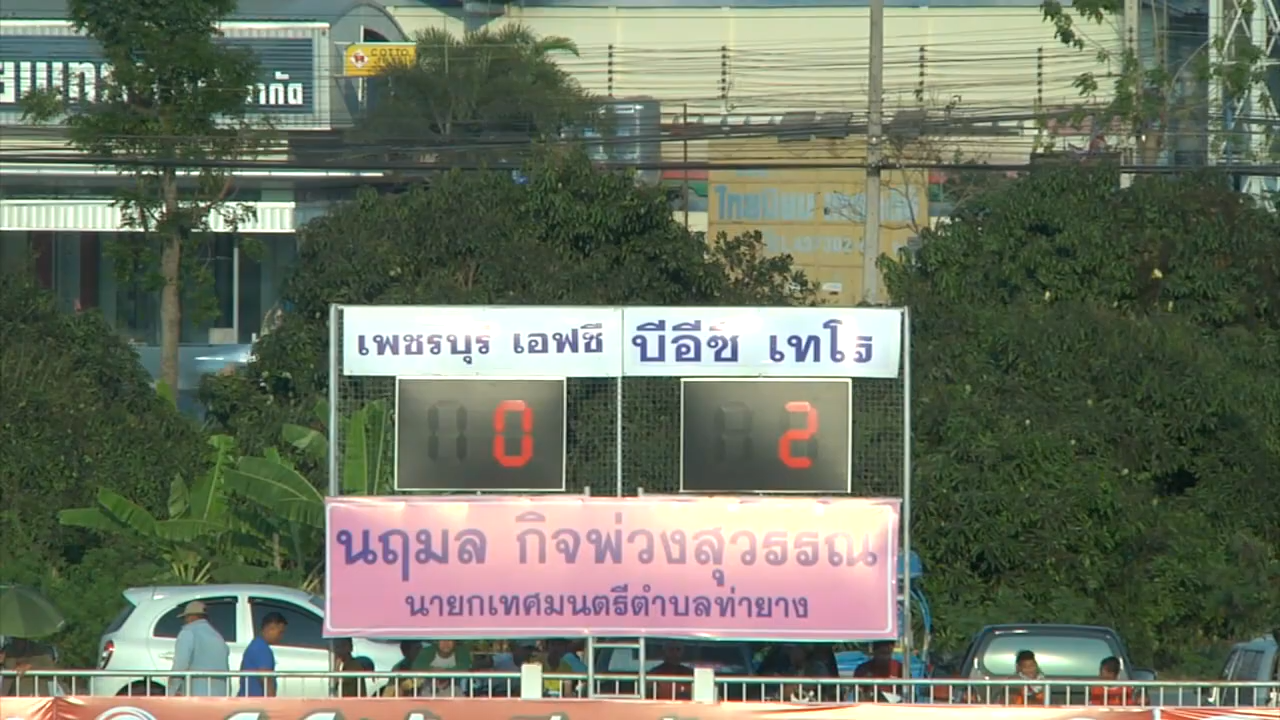 COTTO
เพชรบุรี เอฟซี
บีอีซี เทโร
0
2
นฤมล กิจพ่วงสุวรรณ
นายกเทศมนตรีตำบลท่ายาง